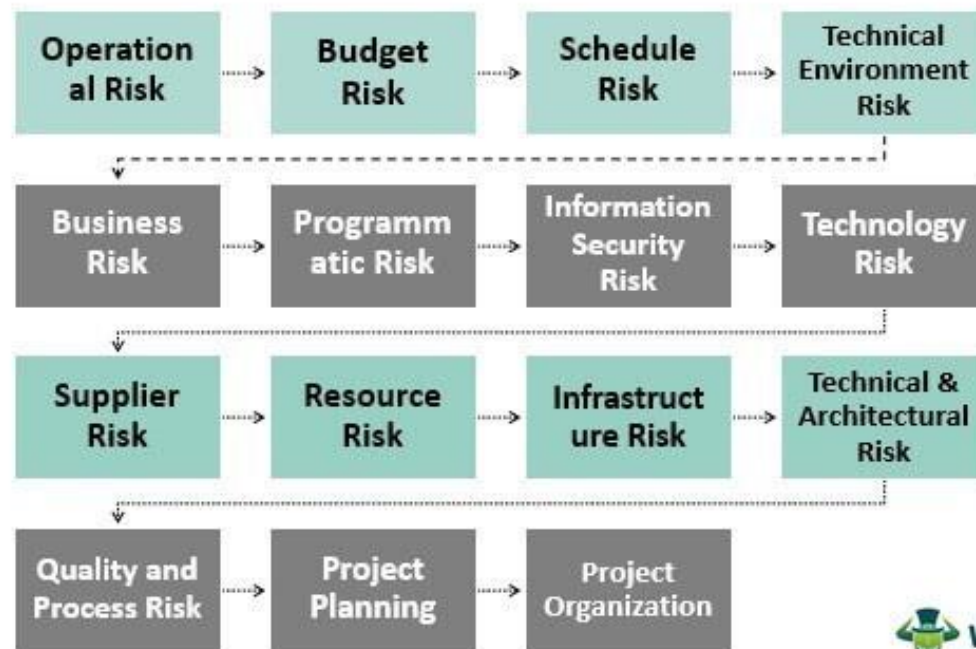 Operation
al Risk
Budget
Risk
Schedule
Risk
Technical
Environment
Risk
Business
Risk
Programm
atic Risk
Information
Security
Risk
Technology
Risk
Supplier
Risk
Resource
Risk
Infrastruct
ure Risk
Technical &
Architectural
Risk
Quality and
Process Risk
Project
Planning
Project
Organization